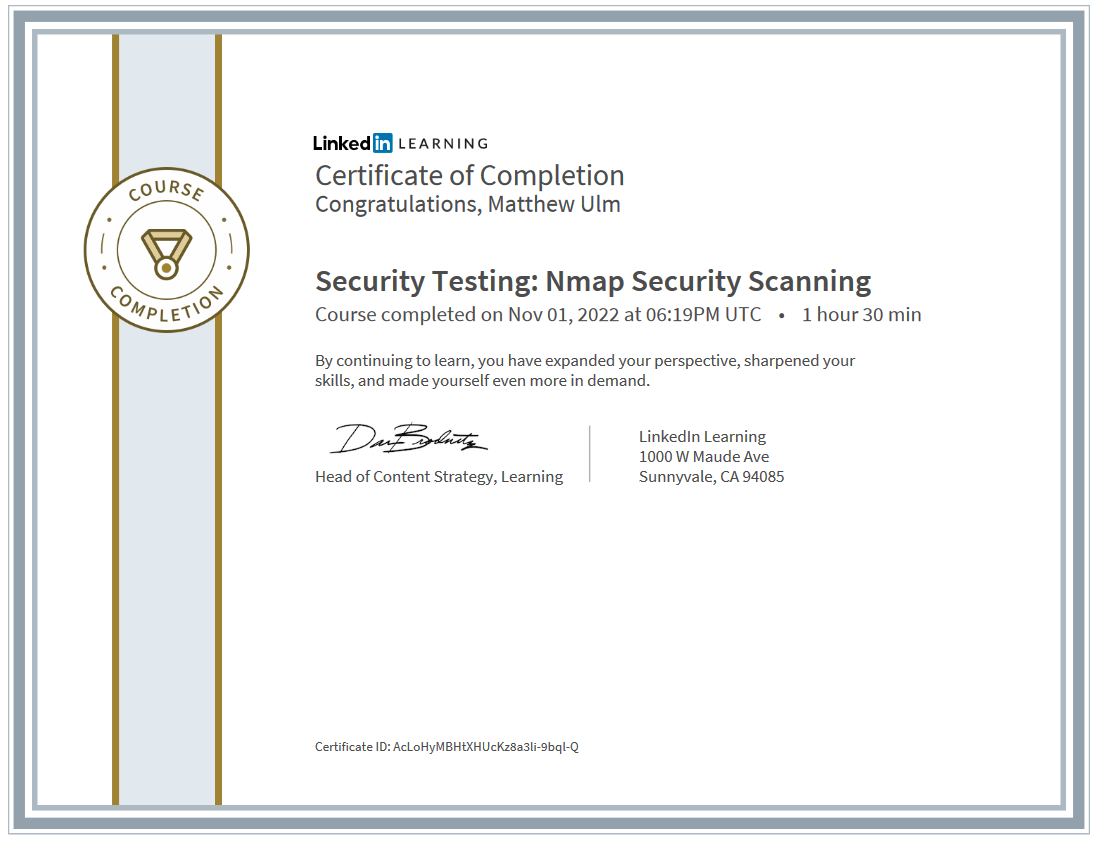 COURSE
COMPLETION
Linked in LEARNING
Certificate of Completion
Congratulations, Matthew Ulm
Security Testing: Nmap Security Scanning
Course completed on Nov 01, 2022 at 06:19PM UTC • 1 hour 30 min
By continuing to learn, you have expanded your perspective, sharpened your
skills, and made yourself even more in demand.
Head of Content Strategy, Learning
LinkedIn Learning
1000 W Maude Ave
Sunnyvale, CA 94085
Certificate ID: AcLoHyMBHtXHUcKz8a3li-9bql-Q